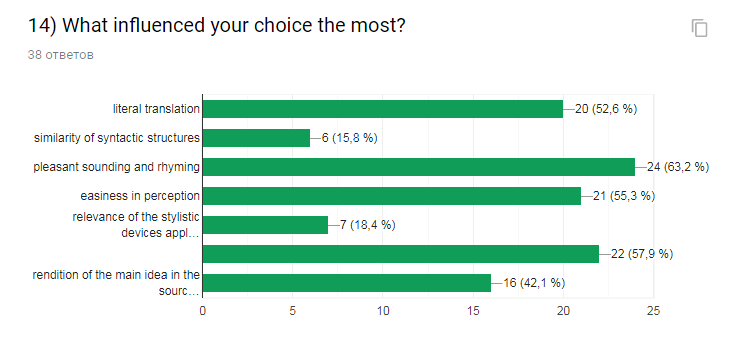 14) What influenced your choice the most?
38 ответов
literal translation
20 (52,6 %)
similarity of syntactic structures
6 (15,8 %)
pleasant sounding and rhyming
24 (63,2 %)
easiness in perception
21 (55,3 %)
relevance of the stylistic
devices appl…
7 (18,4 %)
22 (57,9 %)
rendition of the main idea in the
sourc…
16 (42,1 %)
0 5 10 15 20 25